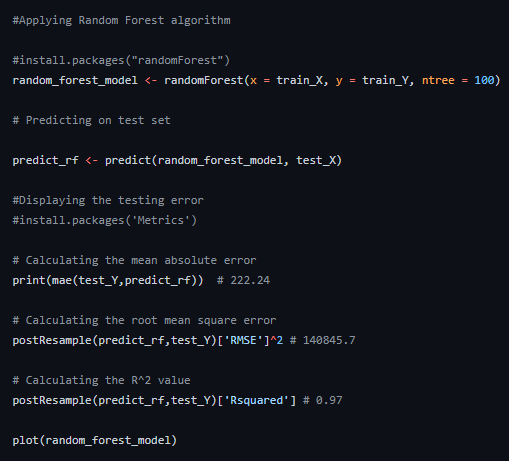 #Applying Random Forest algorithm
#install.packages("randomForest")
random_forest_model <- randomForest(x = train_X, y = train_Y, ntree = 100)
# Predicting on test set
predict_rf <- predict(random_forest_model, test_X)
#Displaying the testing error
#install.packages('Metrics')
# Calculating the mean absolute error
print(mae(test_Y,predict_rf))  # 222.24
# Calculating the root mean square error
postResample(predict_rf,test_Y)['RMSE']^2 # 140845.7
# Calculating the R^2 value
postResample(predict_rf,test_Y)['Rsquared'] # 0.97
plot(random_forest_model)